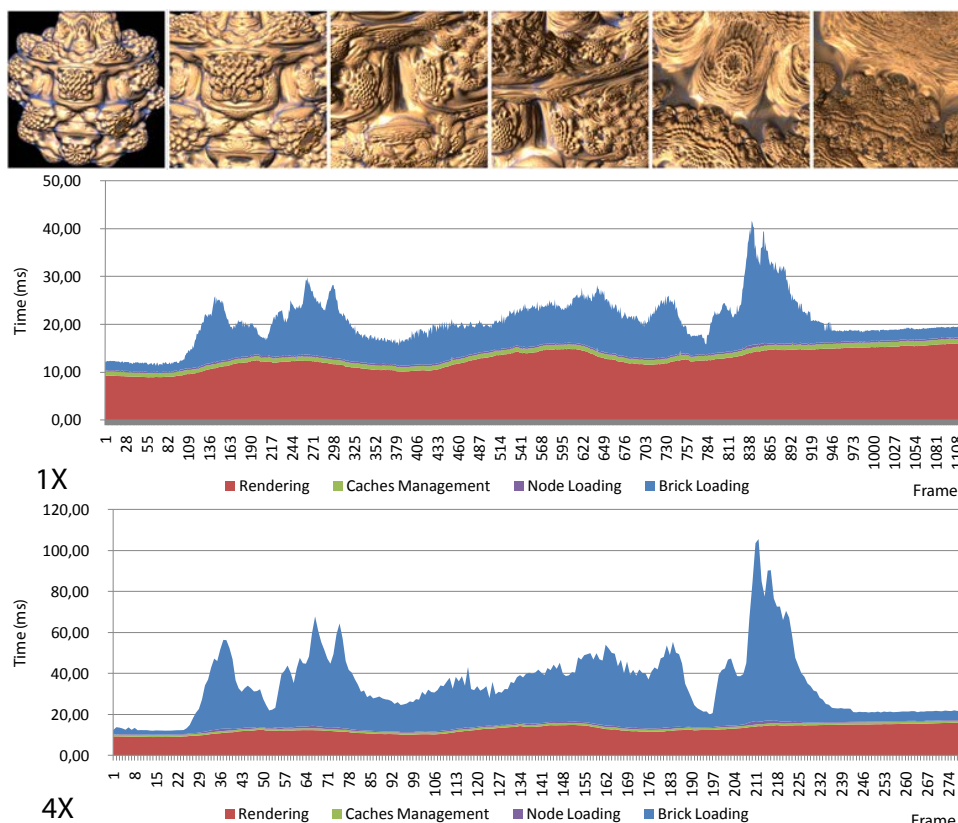 50,00
40,00
30,00
20,00
10,00
0,00
Time (ms)
1 28 55 82 109 136 163 190 217 244 271 298 325 352 379 406 433 460 487 514 541 568 595 622 649 676 703 730 757 784 811 838 865 892 919 946 973 1000 1027 1054 1081 1108
1X
Rendering Caches Management Node Loading Brick Loading
Frame
120,00
100,00
80,00
60,00
40,00
20,00
0,00
Time (ms)
1 8 15 22 29 36 43 50 57 64 71 78 85 92 99 106 113 120 127 134 141 148 155 162 169 176 183 190 197 204 211 218 225 232 239 246 253 260 267 274
4X
Rendering Caches Management Node Loading Brick Loading
Frame